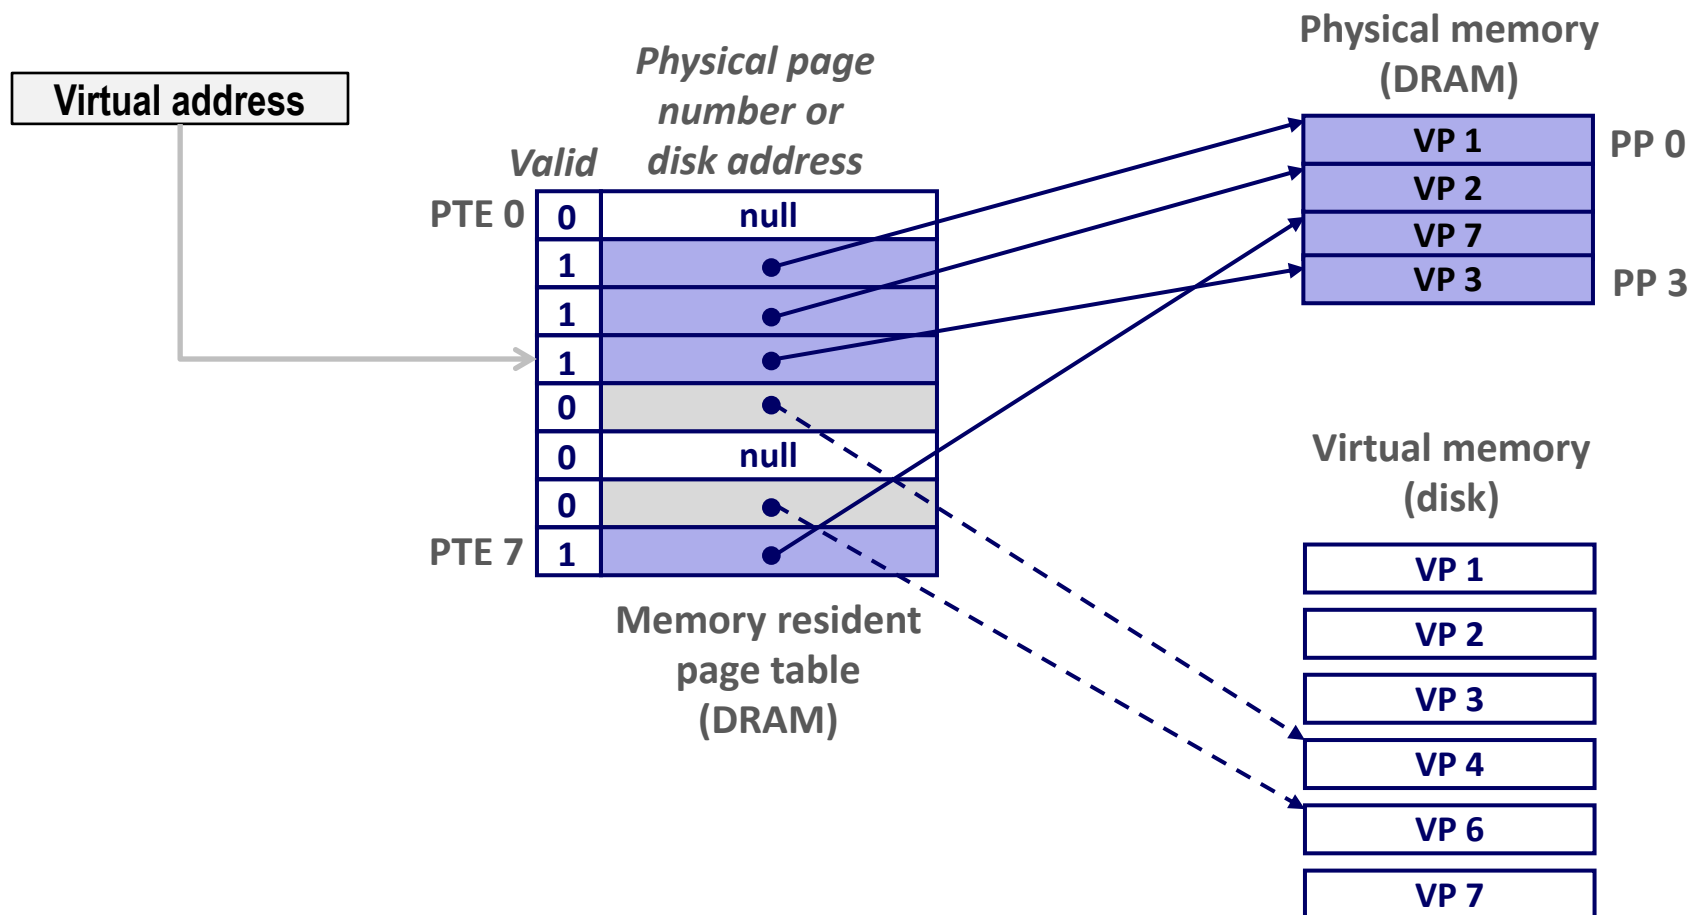 Virtual address
Physical page
number or
disk address
Valid
PTE 0
0 null
1
1
1
0
0 null
0
PTE 7 1
Memory resident
page table
(DRAM)
Physical memory
(DRAM)
VP 1 PP 0
VP 2
VP 7
VP 3 PP 3
Virtual memory
(disk)
VP 1
VP 2
VP 3
VP 4
VP 6
VP 7